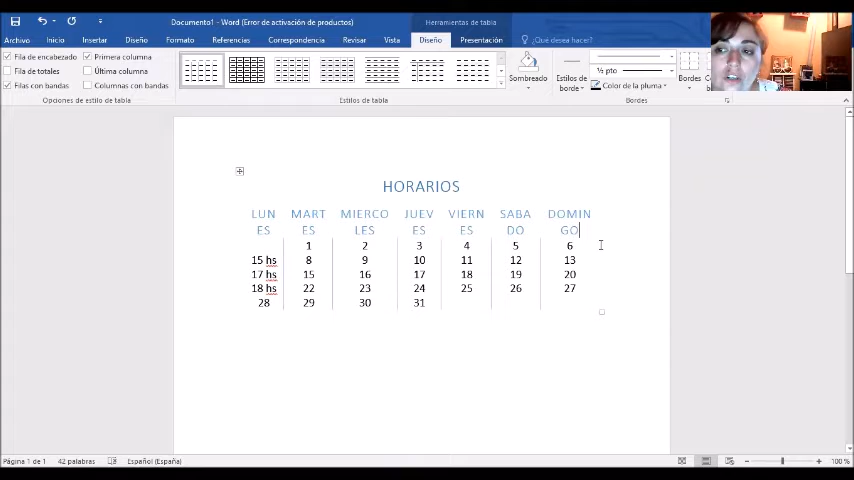 Documento1 - Word (Error de activación de productos)
Herramientas de tabla
Archivo Inicio Insertar Diseño Formato Referencias Correspondencia Revisar Vista Diseño Presentación ¿Qué desea hacer?
Fila de encabezado Primera columna
Fila de totales Última columna
Filas con bandas Columnas con bandas
Sombreado
Estilos de borde
½ pto
Color de la pluma
Bordes
Opciones de estilo de tabla
Estilos de tabla
Bordes
HORARIOS
LUN MART MIERCO JUEV VIERN SABA DOMIN
ES ES LES ES ES DO GO
1 2 3 4 5 6
15 hs 8 9 10 11 12 13
17 hs 15 16 17 18 19 20
18 hs 22 23 24 25 26 27
28 29 30 31
Página 1 de 1 42 palabras Español (España) 100 %